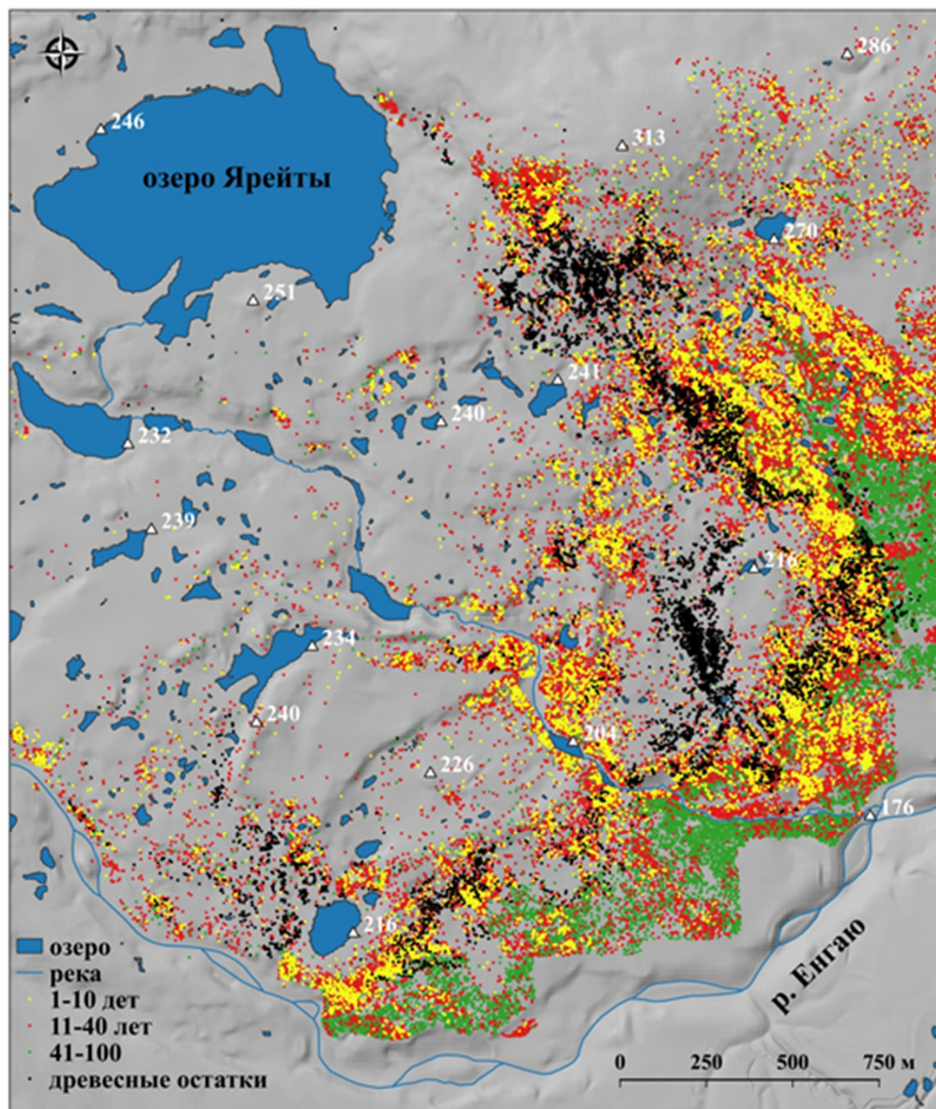 286
246
313
озеро Ярейты
270
251
241
240
232
239
216
234
240
204
226
176
216
озеро
река
1-10 дет
11-40 лет
41-100
древесные остатки
р. Енгаю
0 250 500 750 м